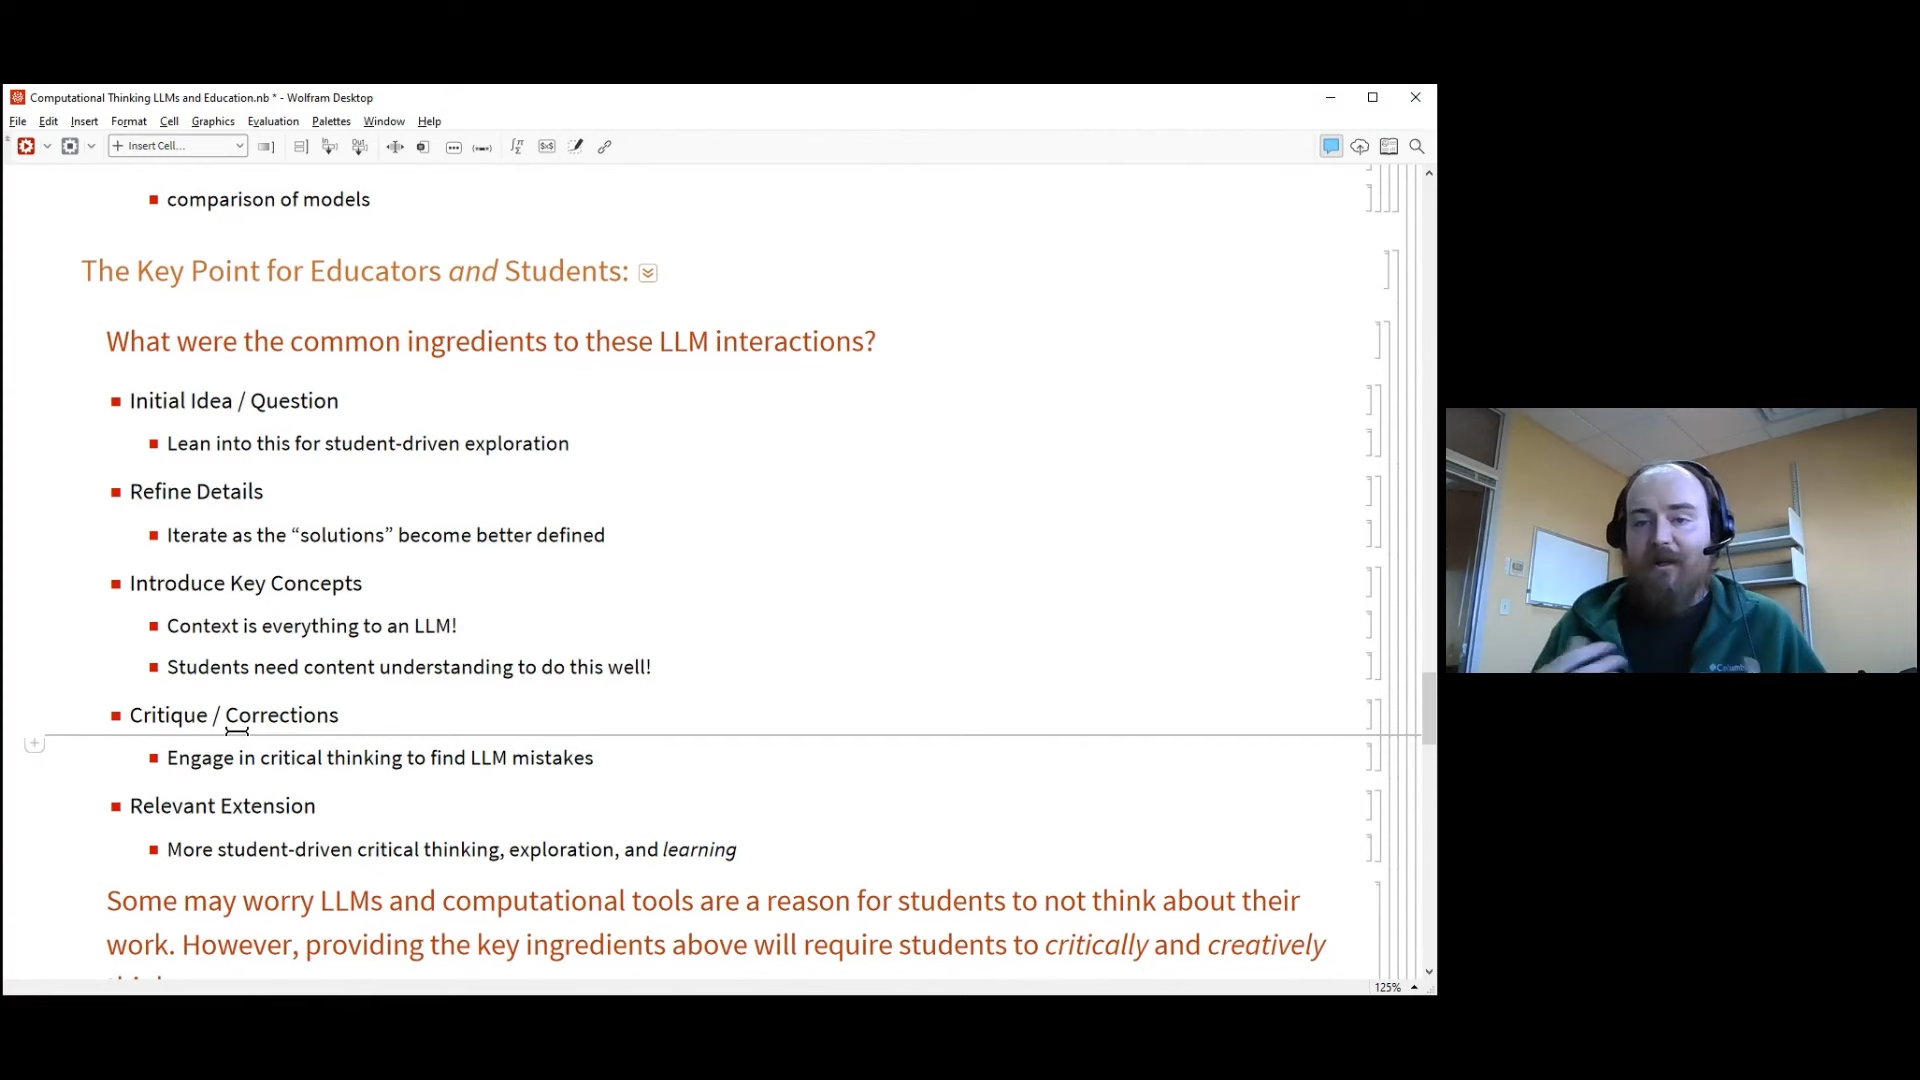 Computational Thinking LLMs and Education.nb * - Wolfram Desktop
File Edit Insert Format Cell Graphics Evaluation Palettes Window Help
Insert Cell...
comparison of models
The Key Point for Educators and Students:
What were the common ingredients to these LLM interactions?
Initial Idea / Question
Lean into this for student-driven exploration
Refine Details
Iterate as the “solutions” become better defined
Introduce Key Concepts
Context is everything to an LLM!
Students need content understanding to do this well!
Critique / Corrections
Engage in critical thinking to find LLM mistakes
Relevant Extension
More student-driven critical thinking, exploration, and learning
Some may worry LLMs and computational tools are a reason for students to not think about their
work. However, providing the key ingredients above will require students to critically and creatively
125%